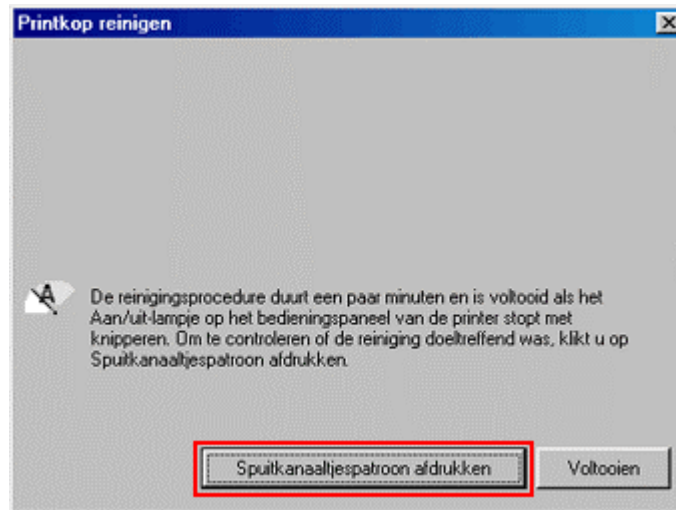 Printkop reinigen
De reinigingsprocedure duurt een paar minuten en is voltooid als het
Aan/uit-lampje op het bedieningspaneel van de printer stopt met
knipperen. Om te controleren of de reiniging doeltreffend was, klikt u op
Spuitkanaaltjespatroon afdrukken.
Spuitkanaaltjespatroon afdrukken
Voltooien